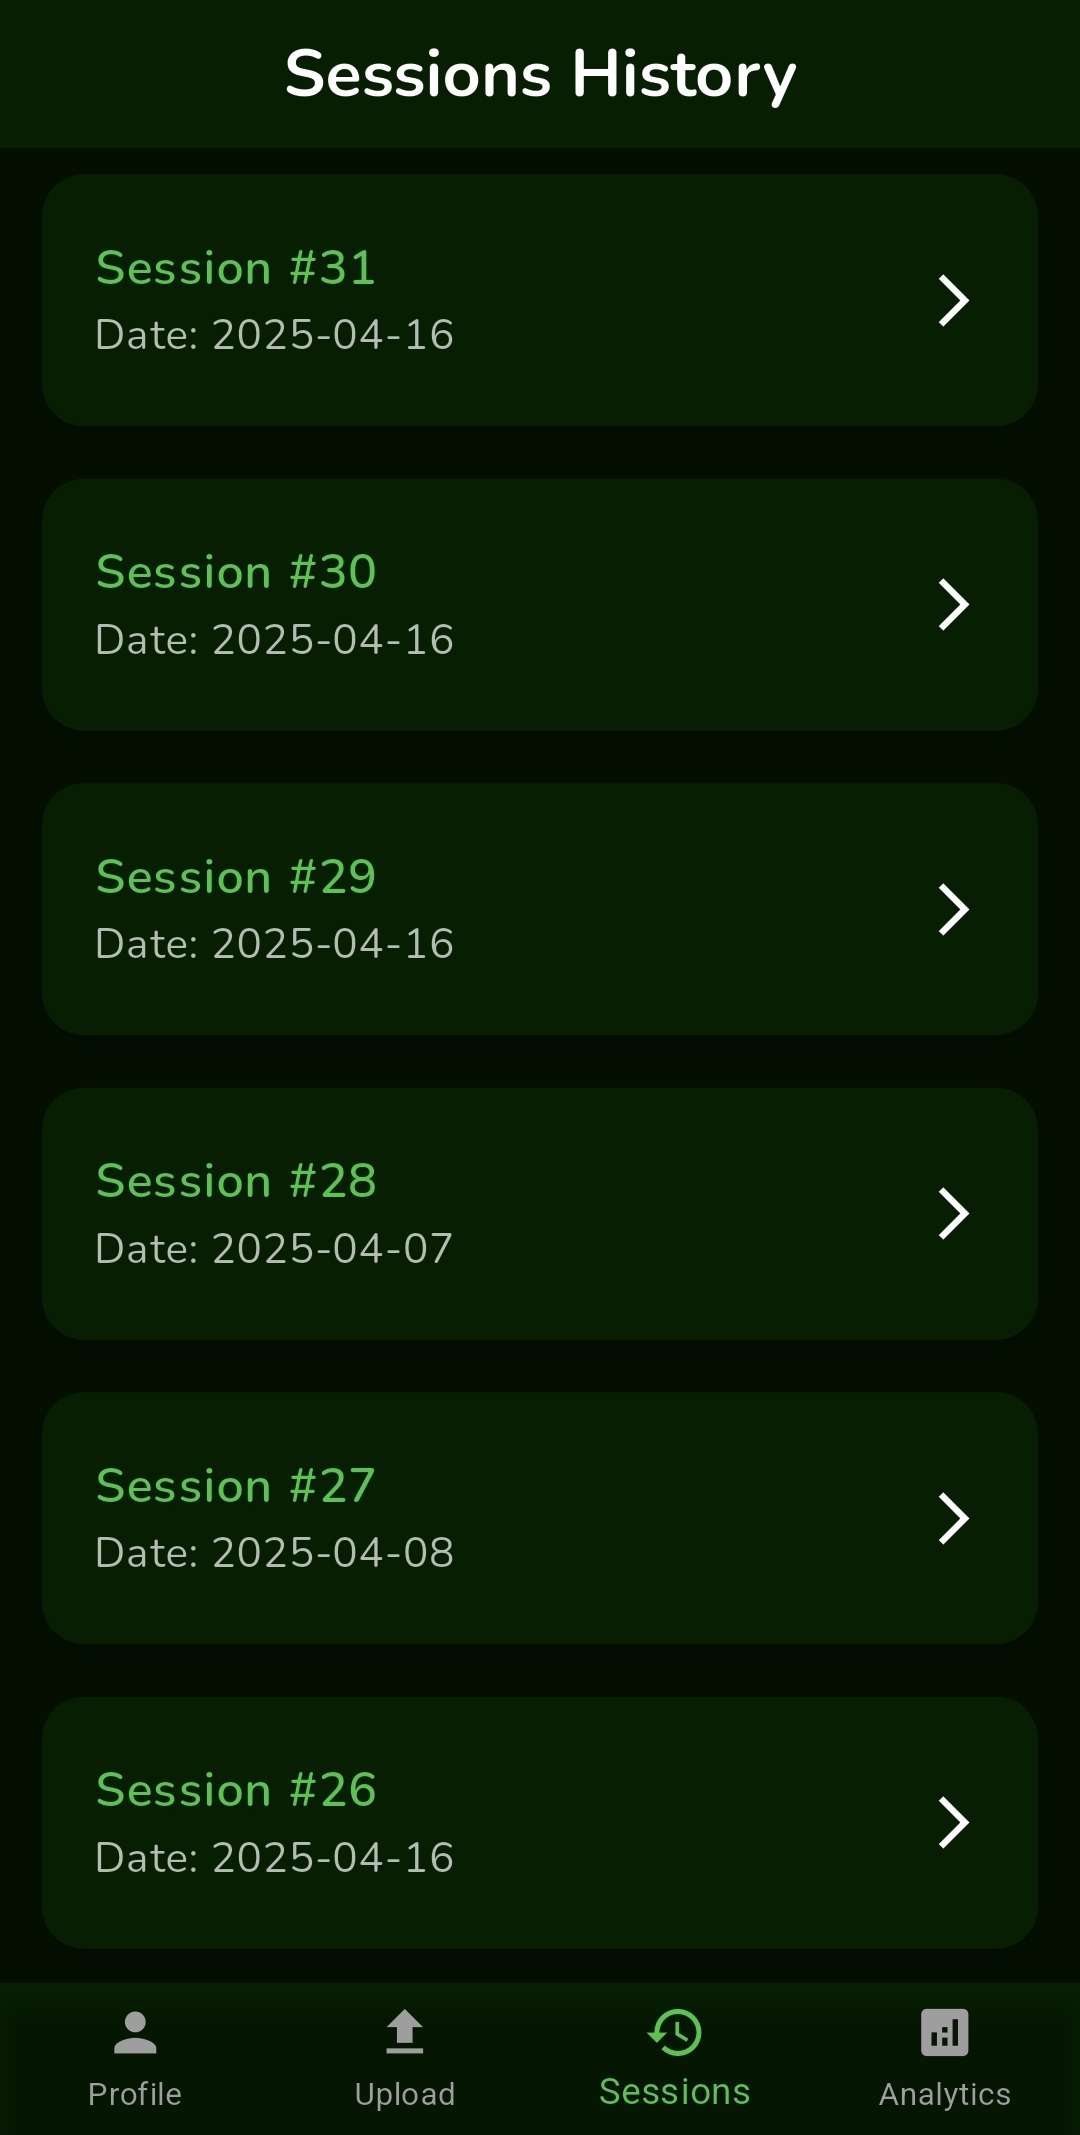 Sessions History
Session #31
Date: 2025-04-16
Session #30
Date: 2025-04-16
Session #29
Date: 2025-04-16
Session #28
Date: 2025-04-07
Session #27
Date: 2025-04-08
Session #26
Date: 2025-04-16
Profile
Upload
Sessions
Analytics